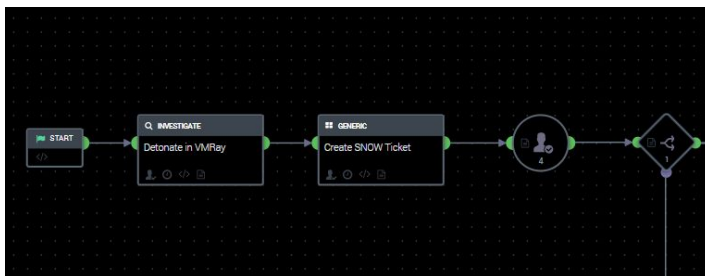 START
INVESTIGATE
Detonate in VMRay
GENERIC
Create SNOW Ticket
4
1